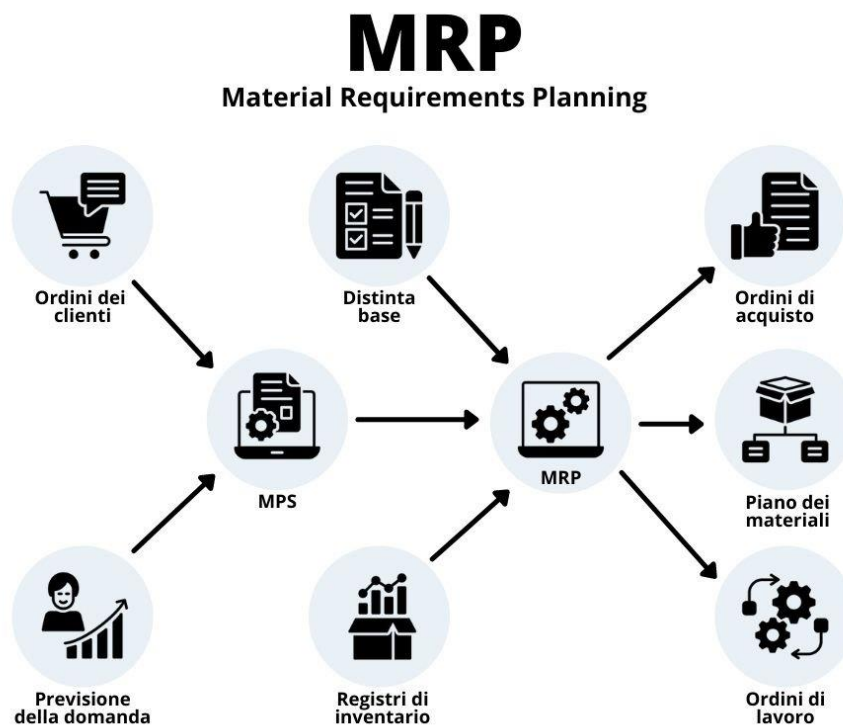 MRP
Material Requirements Planning
Ordini dei
clienti
Distinta
base
Ordini di
acquisto
MPS
MRP
Piano dei
materiali
Previsione
della domanda
Registri di
inventario
Ordini di
lavoro